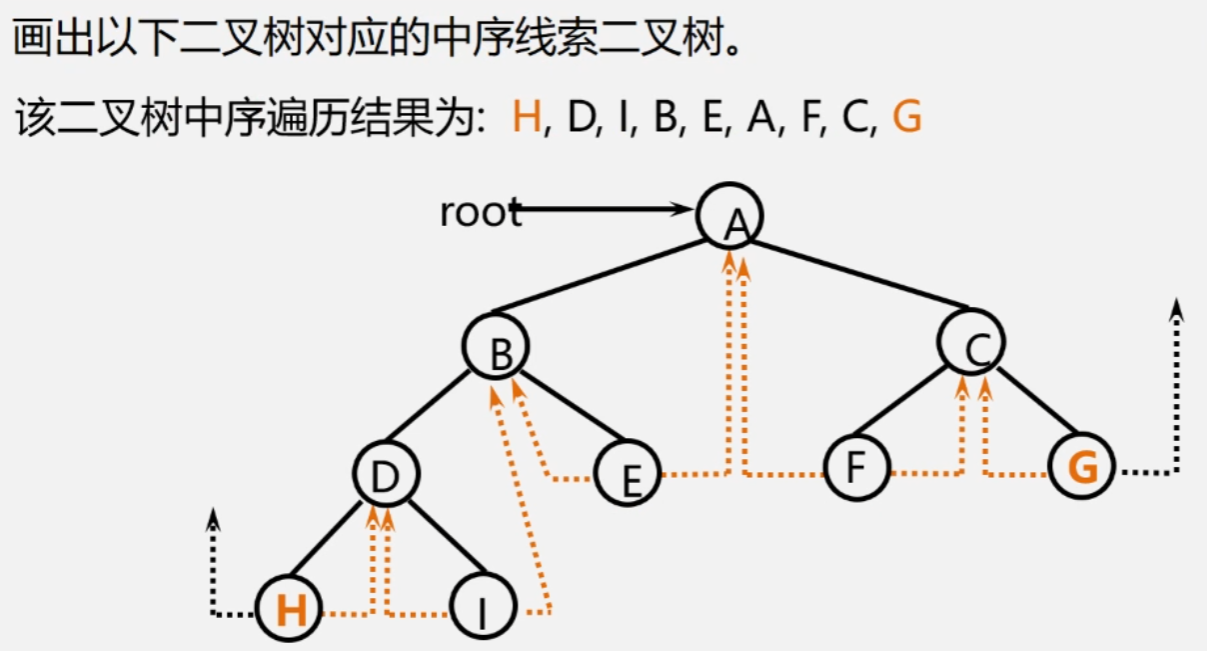 画出以下二叉树对应的中序线索二叉树。
该二叉树中序遍历结果为: H, D, I, B, E, A, F, C, G
root A
B C
D E F G
H I